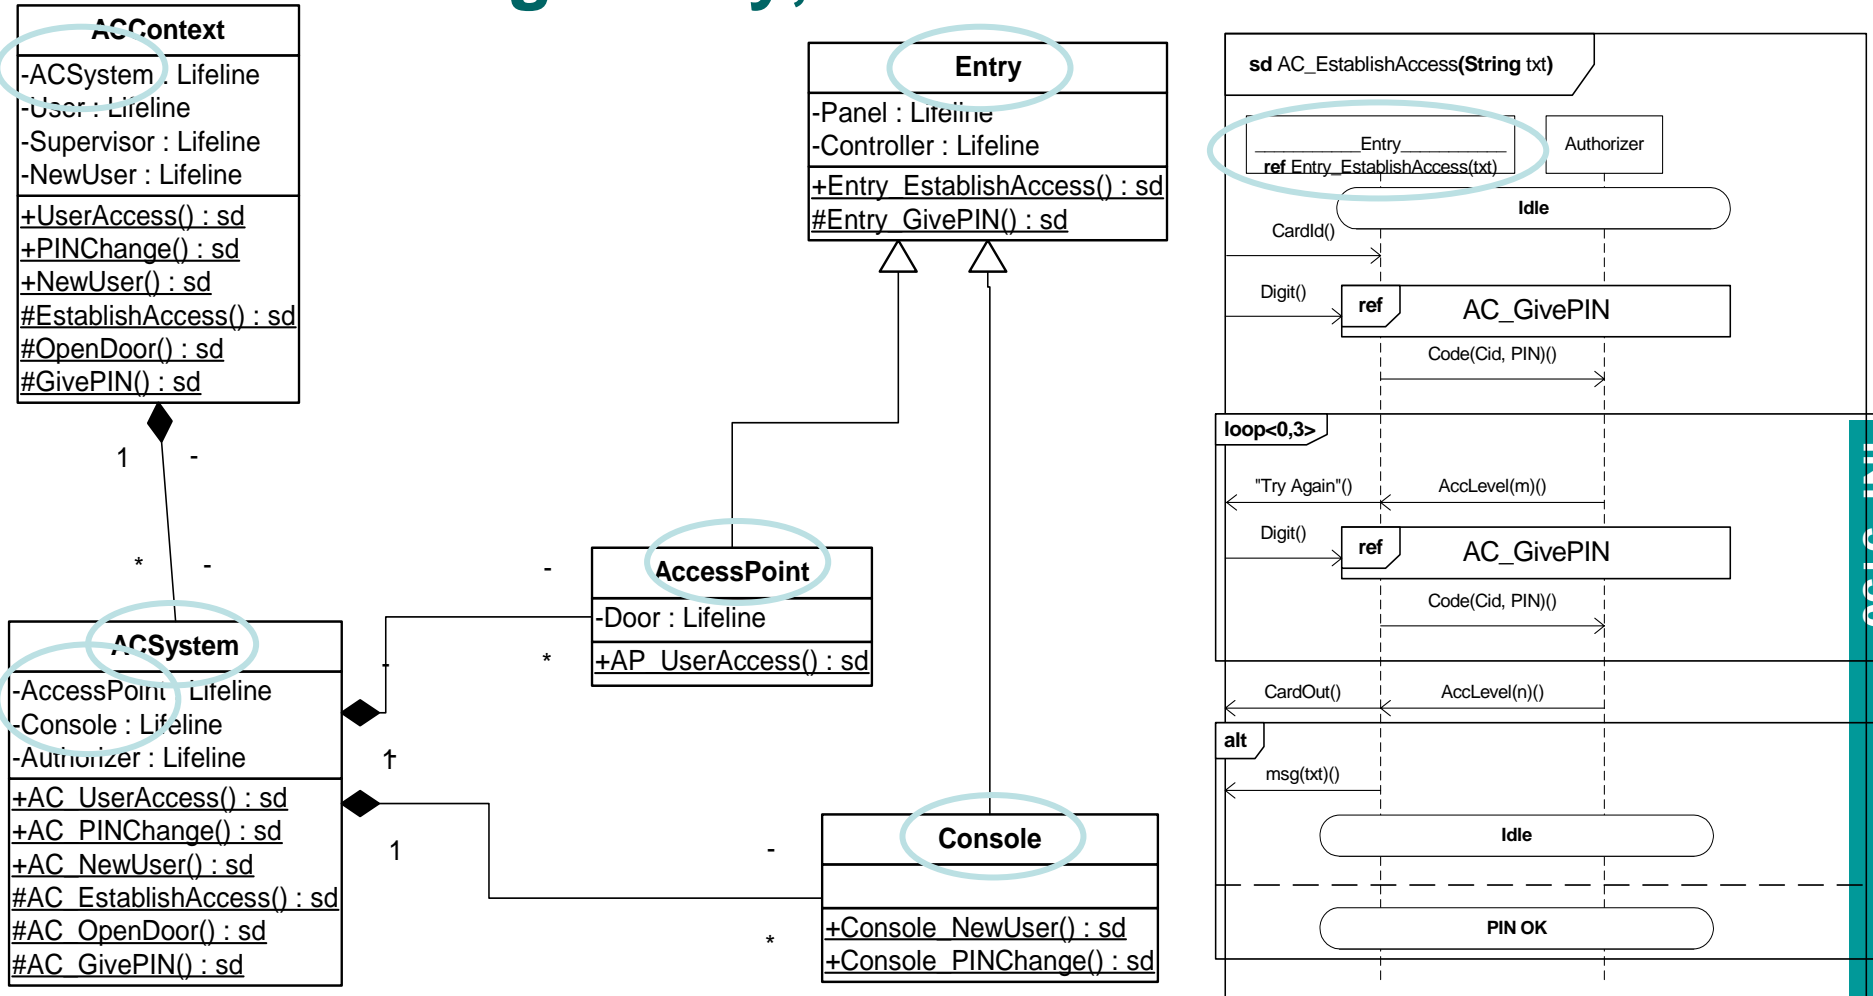 ACContext
-ACSystem : Lifeline
-User : Lifeline
-Supervisor : Lifeline
-NewUser : Lifeline
+UserAccess() : sd
+PINChange() : sd
+NewUser() : sd
#EstablishAccess() : sd
#OpenDoor() : sd
#GivePIN() : sd
1
-
*
-
ACSystem
-AccessPoint : Lifeline
-Console : Lifeline
-Authorizer : Lifeline
+AC_UserAccess() : sd
+AC_PINChange() : sd
+AC_NewUser() : sd
#AC_EstablishAccess() : sd
#AC_OpenDoor() : sd
#AC_GivePIN() : sd
-
1
-
*
-
1
-
-
*
Entry
-Panel : Lifeline
-Controller : Lifeline
+Entry_EstablishAccess() : sd
#Entry_GivePIN() : sd
AccessPoint
-Door : Lifeline
+AP_UserAccess() : sd
Console
+Console_NewUser() : sd
+Console_PINChange() : sd
sd AC_EstablishAccess(String txt)
___________Entry___________
ref Entry_EstablishAccess(txt)
Authorizer
Idle
CardId()
Digit()
ref
AC_GivePIN
Code(Cid, PIN)()
loop<0,3>
"Try Again"()
AccLevel(m)()
Digit()
ref
AC_GivePIN
Code(Cid, PIN)()
CardOut()
AccLevel(n)()
alt
msg(txt)()
Idle
PIN OK